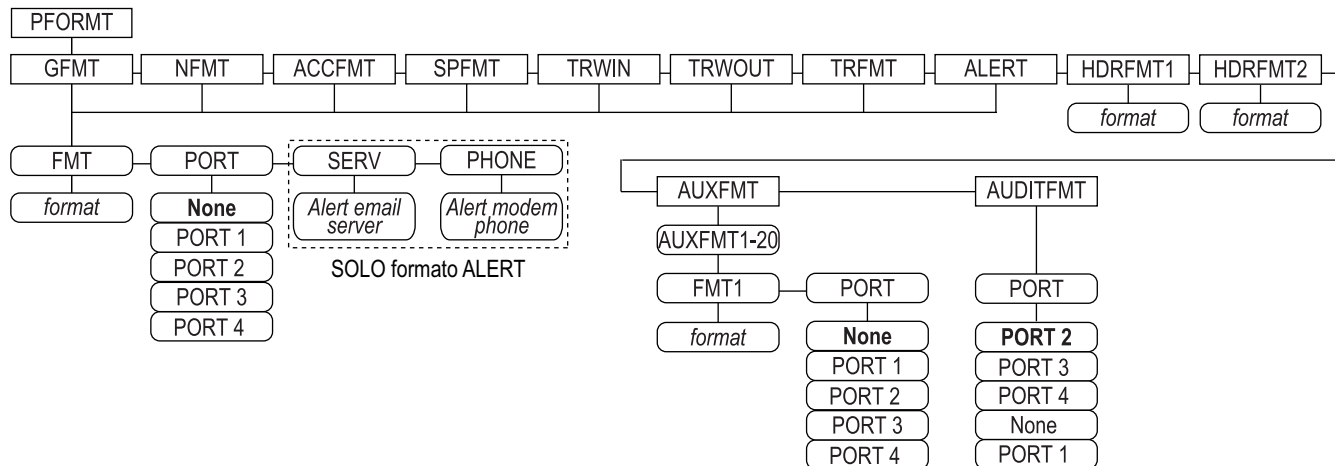 PFORMT
GFMT NFMT ACCFMT SPFMT TRWIN TRWOUT TRFMT ALERT HDRFMT1 HDRFMT2
format format
FMT PORT SERV PHONE
format
None
PORT 1
PORT 2
PORT 3
PORT 4
Alert email
server
Alert modem
phone
SOLO formato ALERT
AUXFMT AUDITFMT
AUXFMT1-20
FMT1 PORT PORT
format
None
PORT 1
PORT 2
PORT 3
PORT 4
PORT 2
PORT 3
PORT 4
None
PORT 1